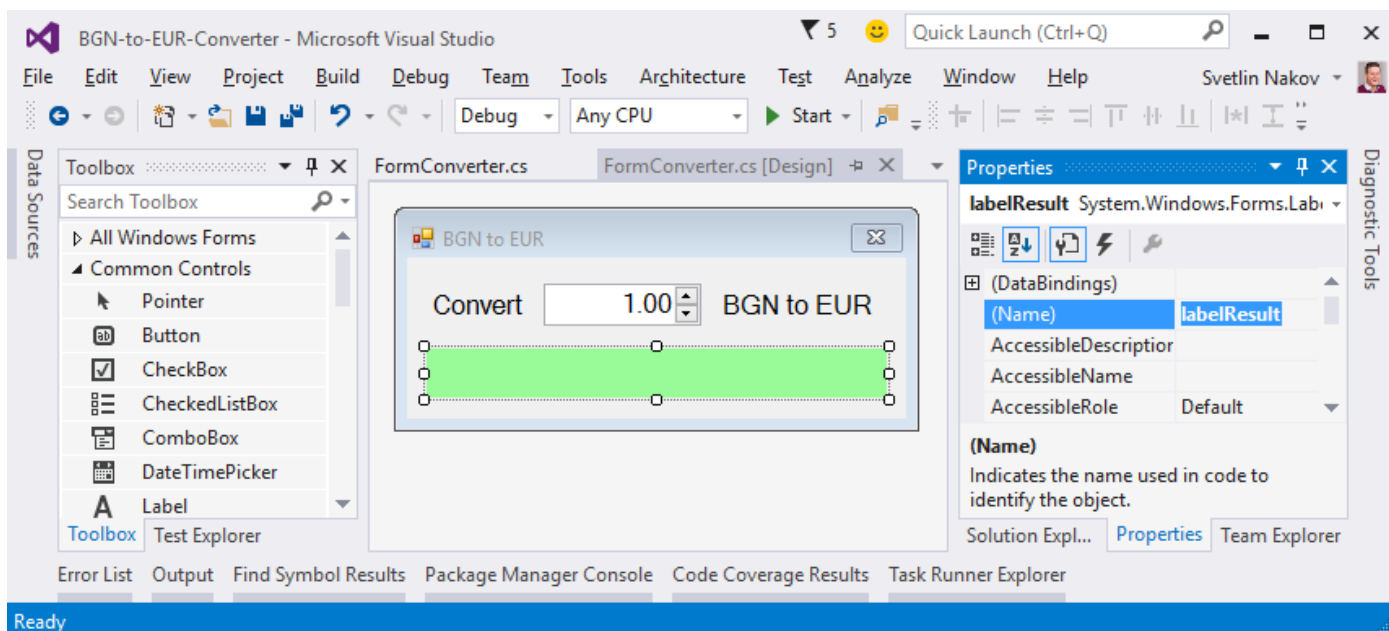 BGN-to-EUR-Converter - Microsoft Visual Studio
5
Quick Launch (Ctrl+Q)
File Edit View Project Build Debug Team Tools Architecture Test Analyze Window Help
Svetlin Nakov
Debug
Any CPU
Start
Data Sources
Toolbox
Search Toolbox
All Windows Forms
Common Controls
Pointer
Button
CheckBox
CheckedListBox
ComboBox
DateTimePicker
Label
Toolbox Test Explorer
FormConverter.cs
FormConverter.cs [Design]
BGN to EUR
Convert 1.00 BGN to EUR
Properties
labelResult System.Windows.Forms.Labe
(DataBindings)
(Name) labelResult
AccessibleDescription
AccessibleName
AccessibleRole Default
(Name)
Indicates the name used in code to
identify the object.
Solution Expl... Properties Team Explorer
Diagnostic Tools
Error List Output Find Symbol Results Package Manager Console Code Coverage Results Task Runner Explorer
Ready